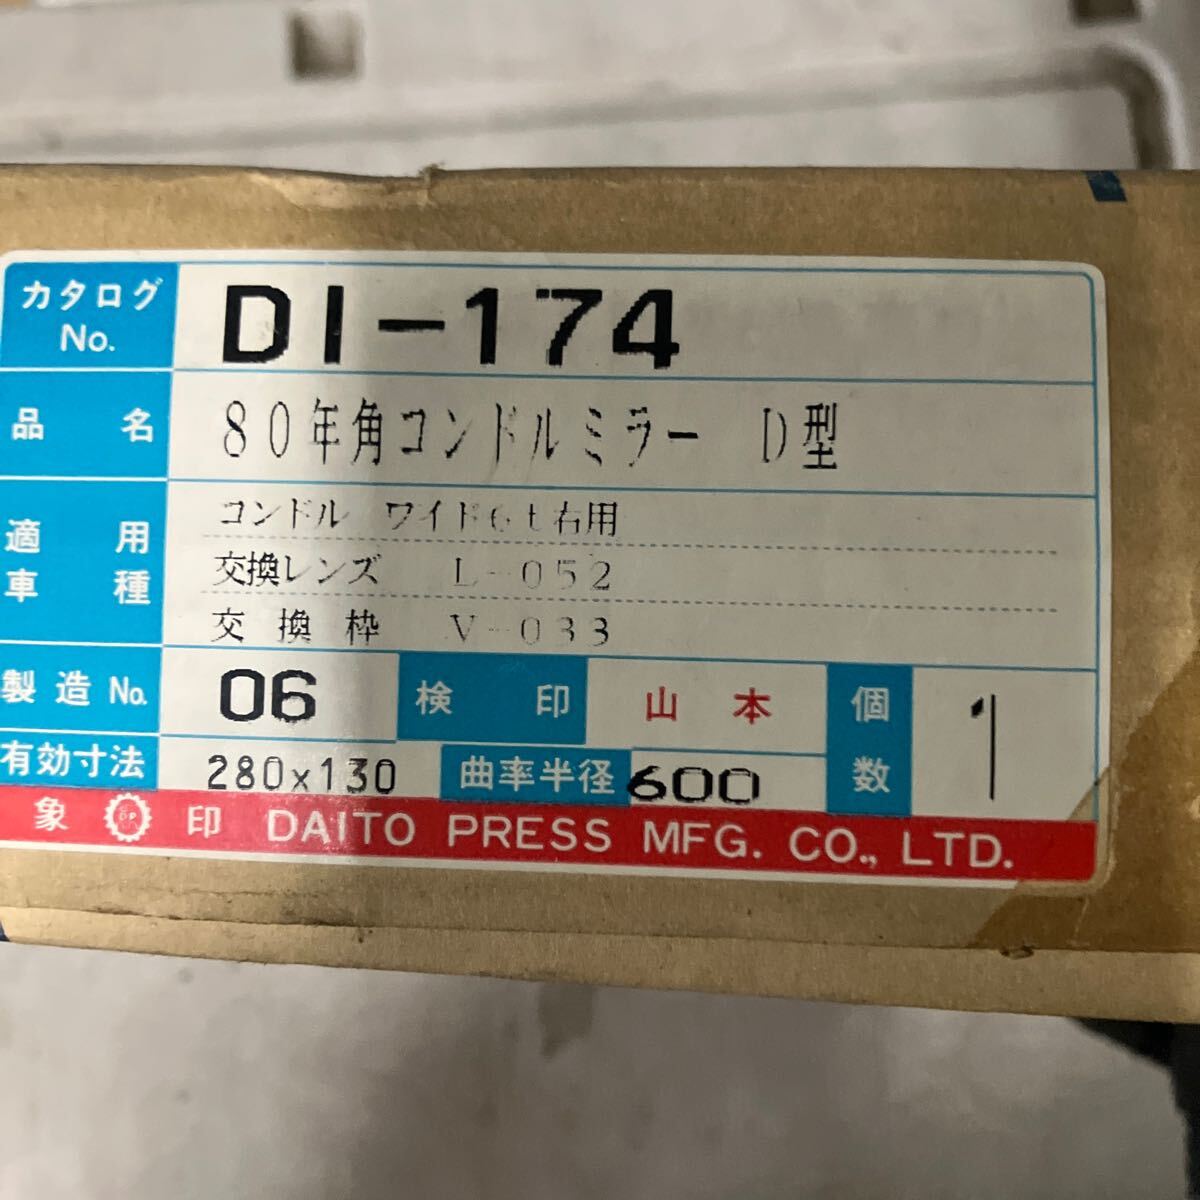 カタログ No. DI-174
品名 80年角コンドルミラー D型
適用車種 コンドル ワイド6t右用
交換レンズ L-052
交換枠 V-033
製造No. 06 検印 山本 個数 1
有効寸法 280×130 曲率半径 600
象 DP 印 DAITO PRESS MFG. CO., LTD.